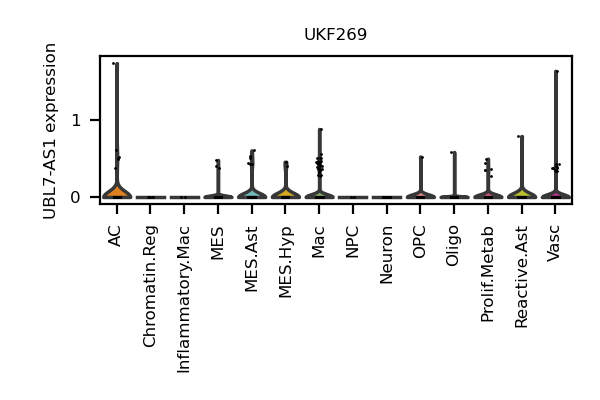 UKF269
UBL7-AS1 expression
1
0
AC
Chromatin.Reg
Inflammatory.Mac
MES
MES.Ast
MES.Hyp
Mac
NPC
Neuron
OPC
Oligo
Prolif.Metab
Reactive.Ast
Vasc